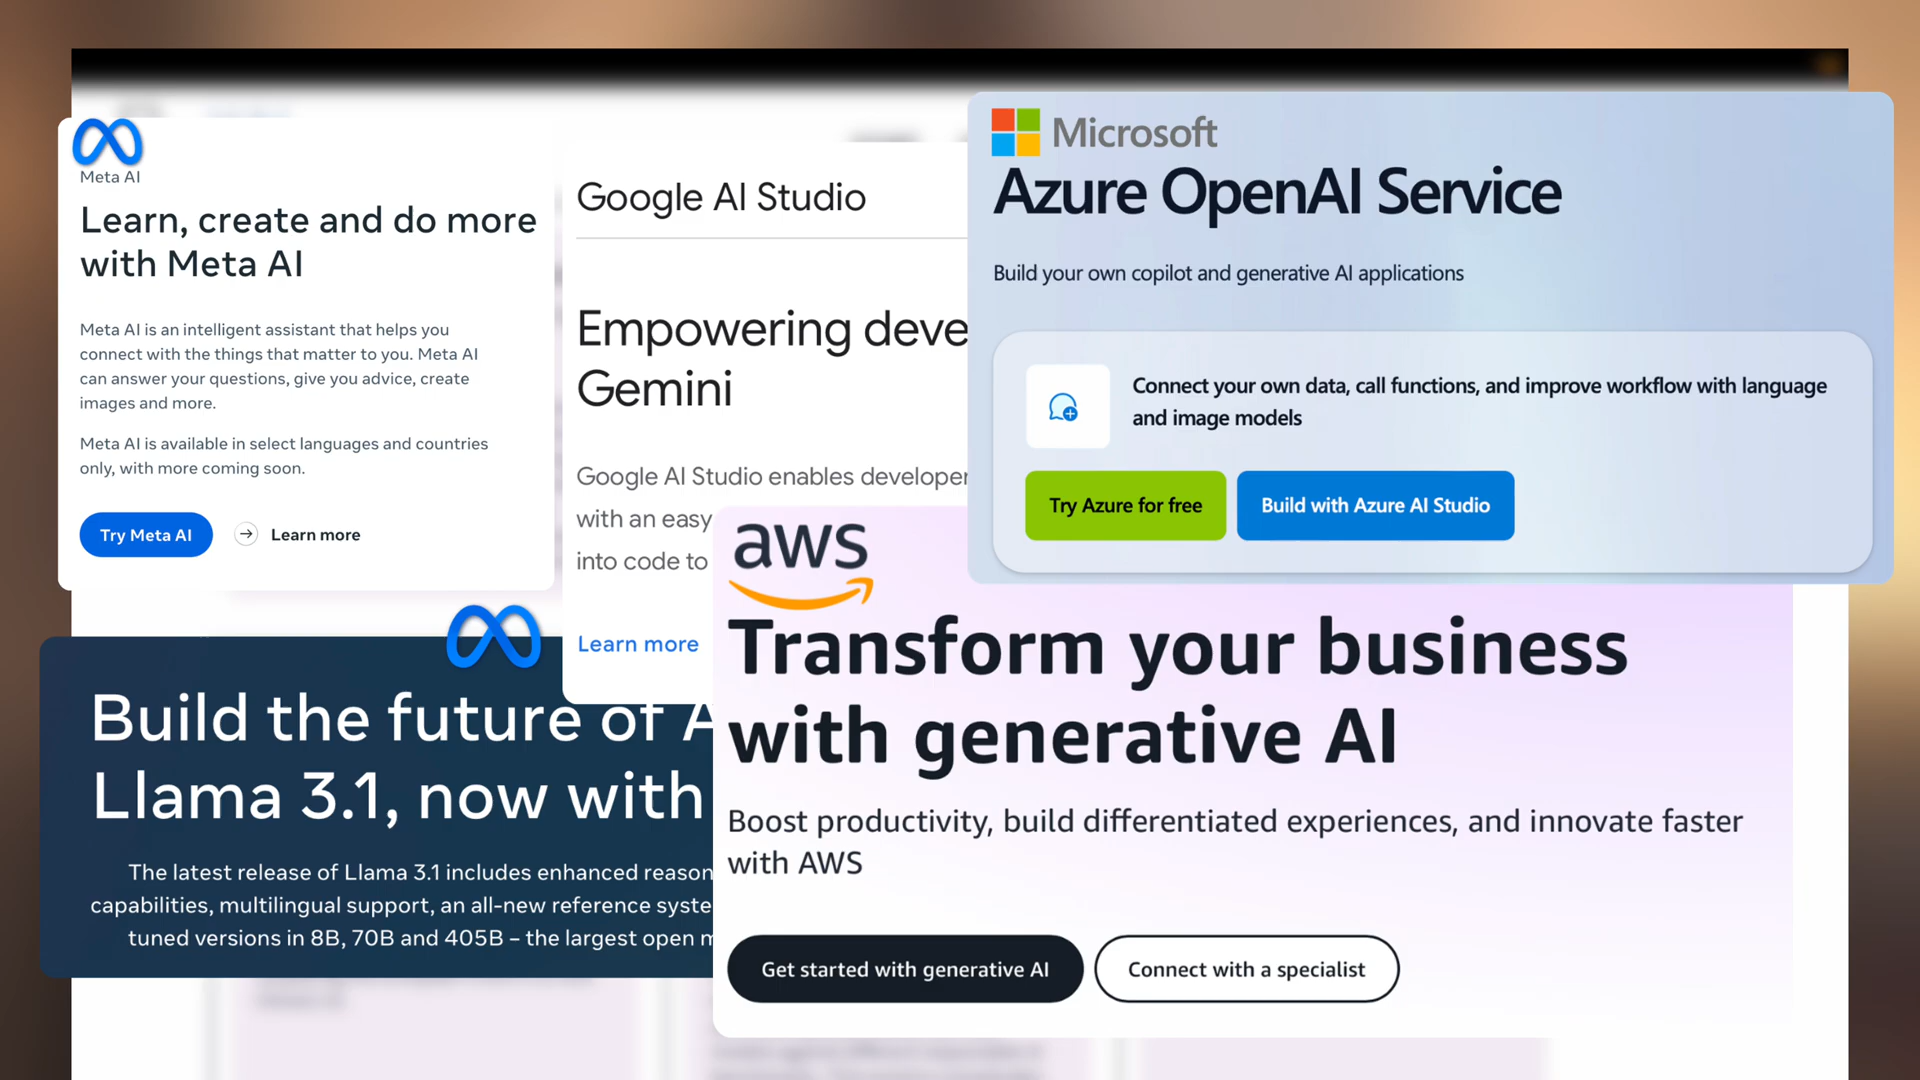 Meta AI
Learn, create and do more
with Meta AI
Meta AI is an intelligent assistant that helps you
connect with the things that matter to you. Meta AI
can answer your questions, give you advice, create
images and more.
Meta AI is available in select languages and countries
only, with more coming soon.
Try Meta AI
Learn more
Google AI Studio
Empowering deve
Gemini
Google AI Studio enables developer
with an easy
into code to
Learn more
Microsoft
Azure OpenAI Service
Build your own copilot and generative AI applications
Connect your own data, call functions, and improve workflow with language
and image models
Try Azure for free
Build with Azure AI Studio
Build the future of A
Llama 3.1, now with
The latest release of Llama 3.1 includes enhanced reason
capabilities, multilingual support, an all-new reference syste
tuned versions in 8B, 70B and 405B – the largest open m
aws
Transform your business
with generative AI
Boost productivity, build differentiated experiences, and innovate faster
with AWS
Get started with generative AI
Connect with a specialist